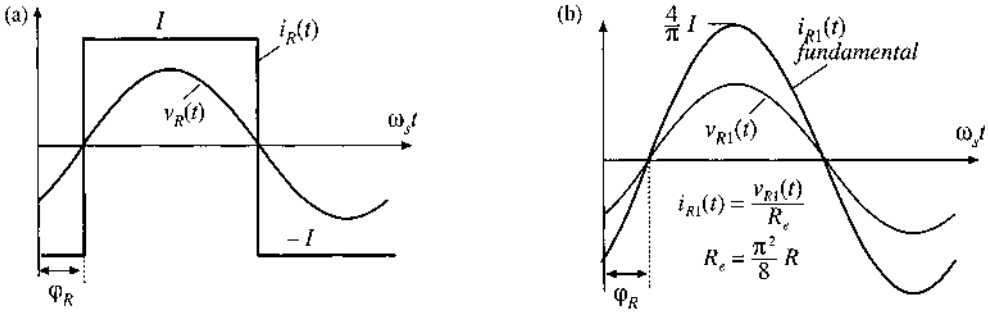 (a)
I
i_R(t)
v_R(t)
ω_s t
– I
φ_R
(b)
4/π I
i_R1(t)
fundamental
v_R1(t)
ω_s t
i_R1(t) = v_R1(t)/R_e
R_e = π²/8 R
φ_R